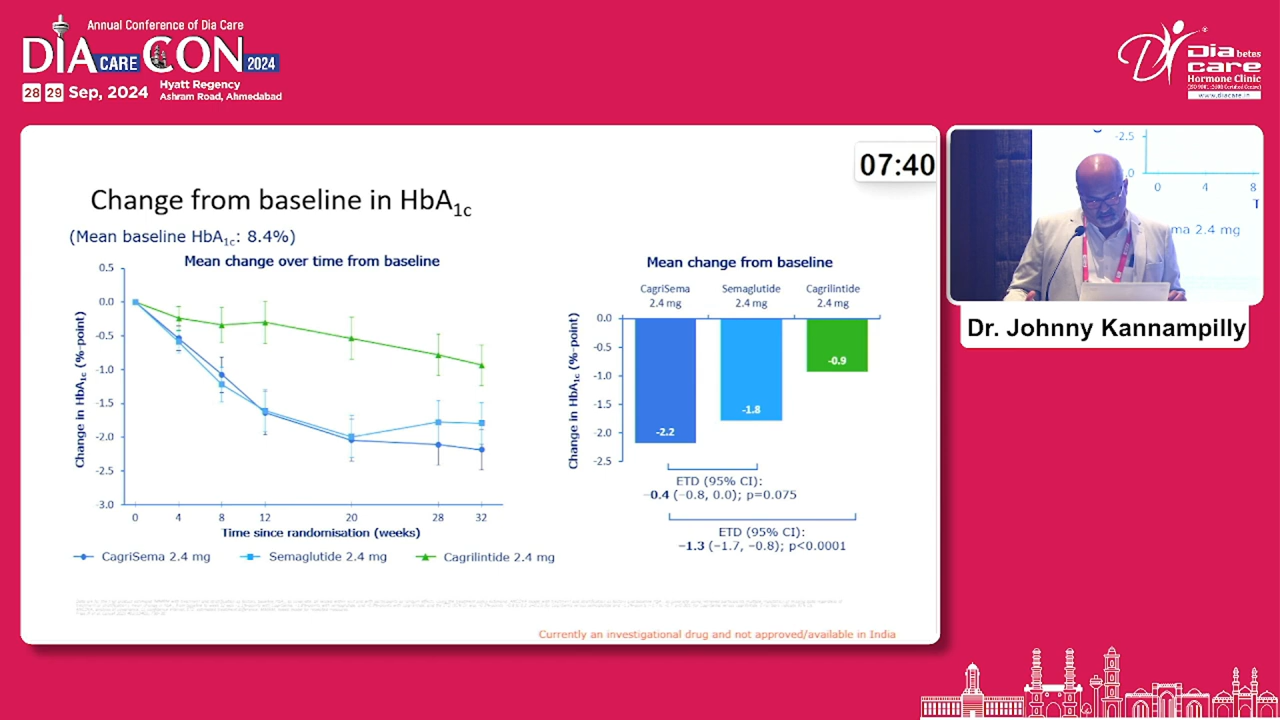 Annual Conference of Dia Care
DIA CARE CON 2024
28 29 Sep, 2024
Hyatt Regency
Ashram Road, Ahmedabad
Dia betes
care
Hormone Clinic
www.diacare.in
07:40
Change from baseline in HbA1c
(Mean baseline HbA1c: 8.4%)
Mean change over time from baseline
Change in HbA1c (%-point)
0.5
0.0
-0.5
-1.0
-1.5
-2.0
-2.5
-3.0
0 4 8 12 20 28 32
Time since randomisation (weeks)
CagriSema 2.4 mg Semaglutide 2.4 mg Cagrilintide 2.4 mg
Mean change from baseline
CagriSema 2.4 mg
Semaglutide 2.4 mg
Cagrilintide 2.4 mg
Change in HbA1c (%-point)
0.0
-0.5
-1.0
-1.5
-2.0
-2.5
-2.2
-1.8
-0.9
ETD (95% CI):
−0.4 (−0.8, 0.0); p=0.075
ETD (95% CI):
−1.3 (−1.7, −0.8); p<0.0001
Currently an investigational drug and not approved/available in India
-2.5
.0
0 4 8
T
ma 2.4 mg
Dr. Johnny Kannampilly